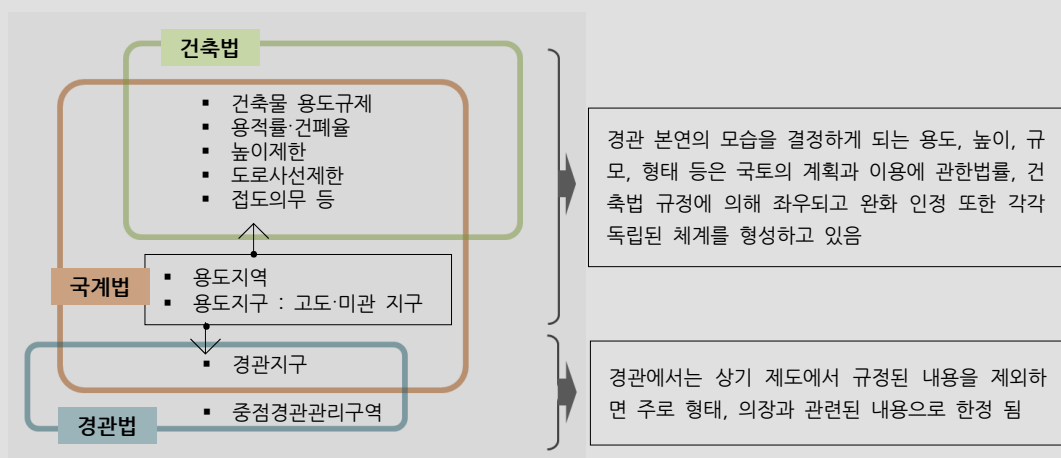 건축법
▪ 건축물 용도규제
▪ 용적률·건폐율
▪ 높이제한
▪ 도로사선제한
▪ 접도의무 등
국계법
▪ 용도지역
▪ 용도지구 : 고도·미관 지구
▪ 경관지구
▪ 중점경관관리구역
경관법
경관 본연의 모습을 결정하게 되는 용도, 높이, 규
모, 형태 등은 국토의 계획과 이용에 관한법률, 건
축법 규정에 의해 좌우되고 완화 인정 또한 각각
독립된 체계를 형성하고 있음
경관에서는 상기 제도에서 규정된 내용을 제외하
면 주로 형태, 의장과 관련된 내용으로 한정 됨